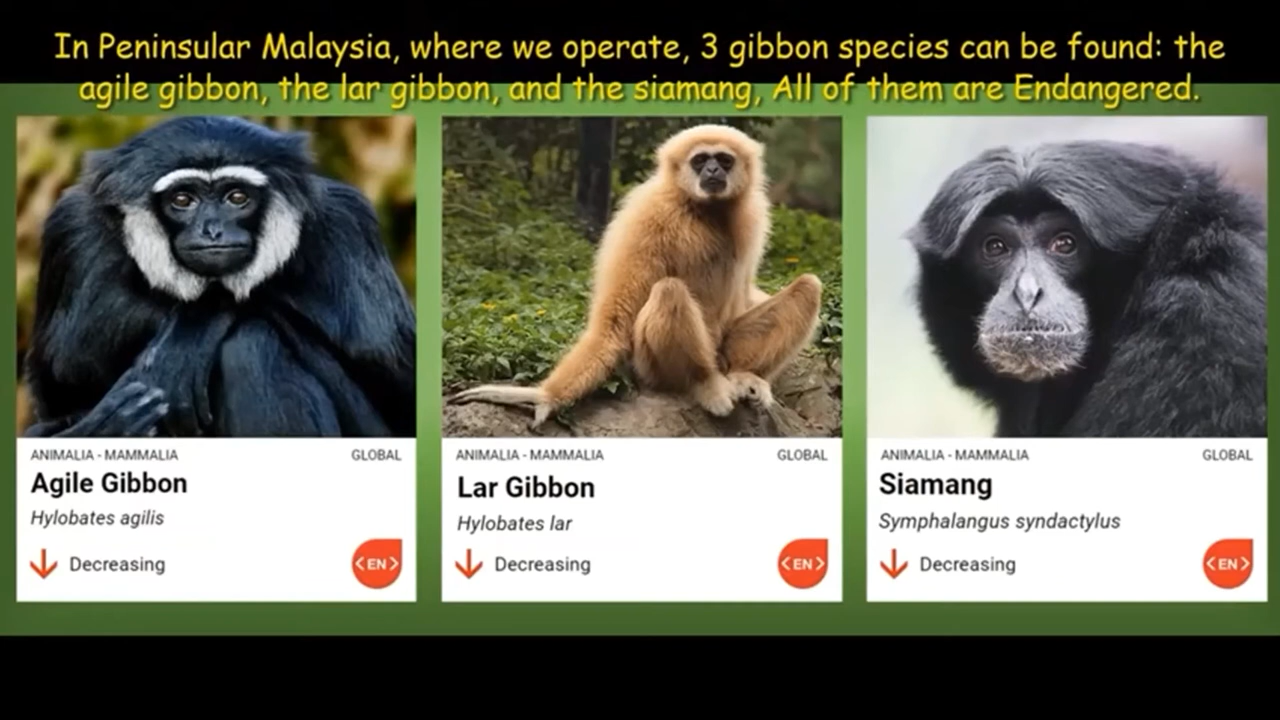 In Peninsular Malaysia, where we operate, 3 gibbon species can be found: the
agile gibbon, the lar gibbon, and the siamang, All of them are Endangered.
ANIMALIA - MAMMALIA GLOBAL
Agile Gibbon
Hylobates agilis
Decreasing <EN>
ANIMALIA - MAMMALIA GLOBAL
Lar Gibbon
Hylobates lar
Decreasing <EN>
ANIMALIA - MAMMALIA GLOBAL
Siamang
Symphalangus syndactylus
Decreasing <EN>